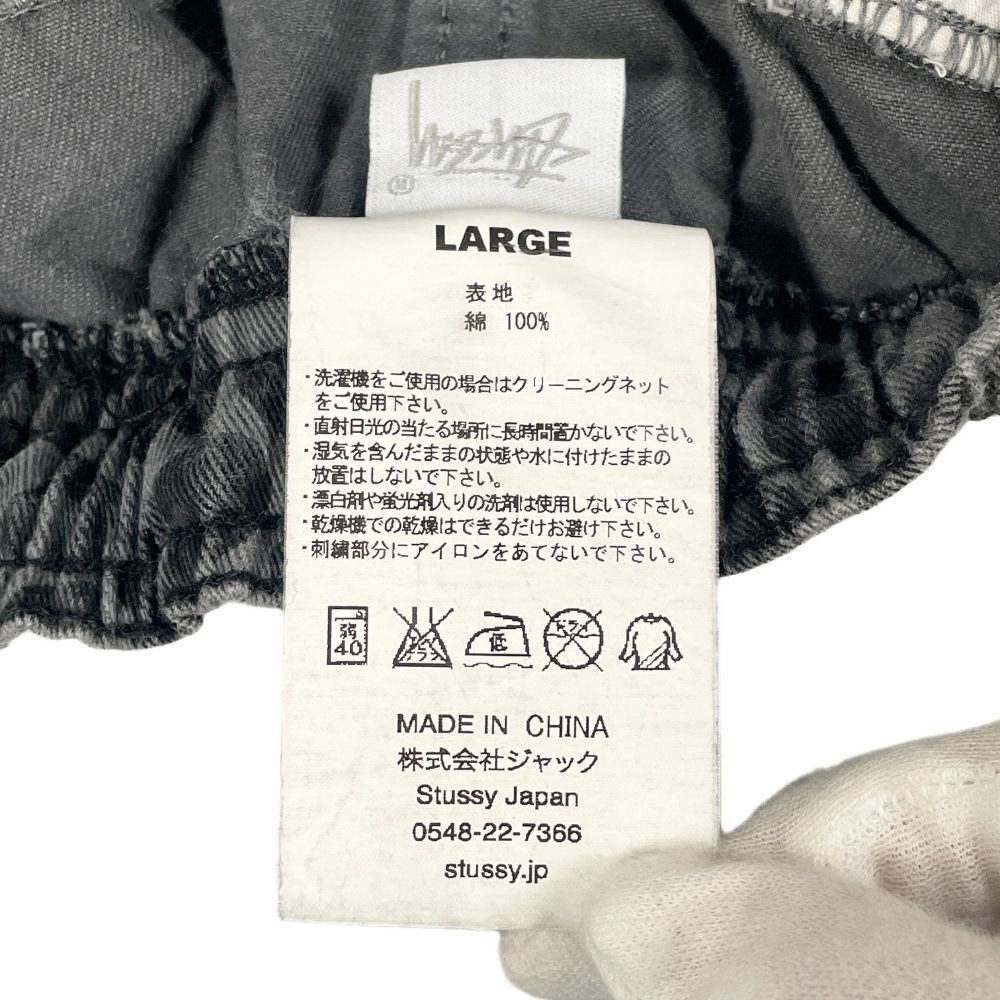 LARGE
表地
綿 100%
・洗濯機をご使用の場合はクリーニングネット
をご使用下さい。
・直射日光の当たる場所に長時間置かないで下さい。
・湿気を含んだままの状態や水に付けたままの
放置はしないで下さい。
・漂白剤や蛍光剤入りの洗剤は使用しないで下さい。
・乾燥機での乾燥はできるだけお避け下さい。
・刺繍部分にアイロンをあてないで下さい。
弱 40 低 ドライ
MADE IN CHINA
株式会社ジャック
Stussy Japan
0548-22-7366
stussy.jp